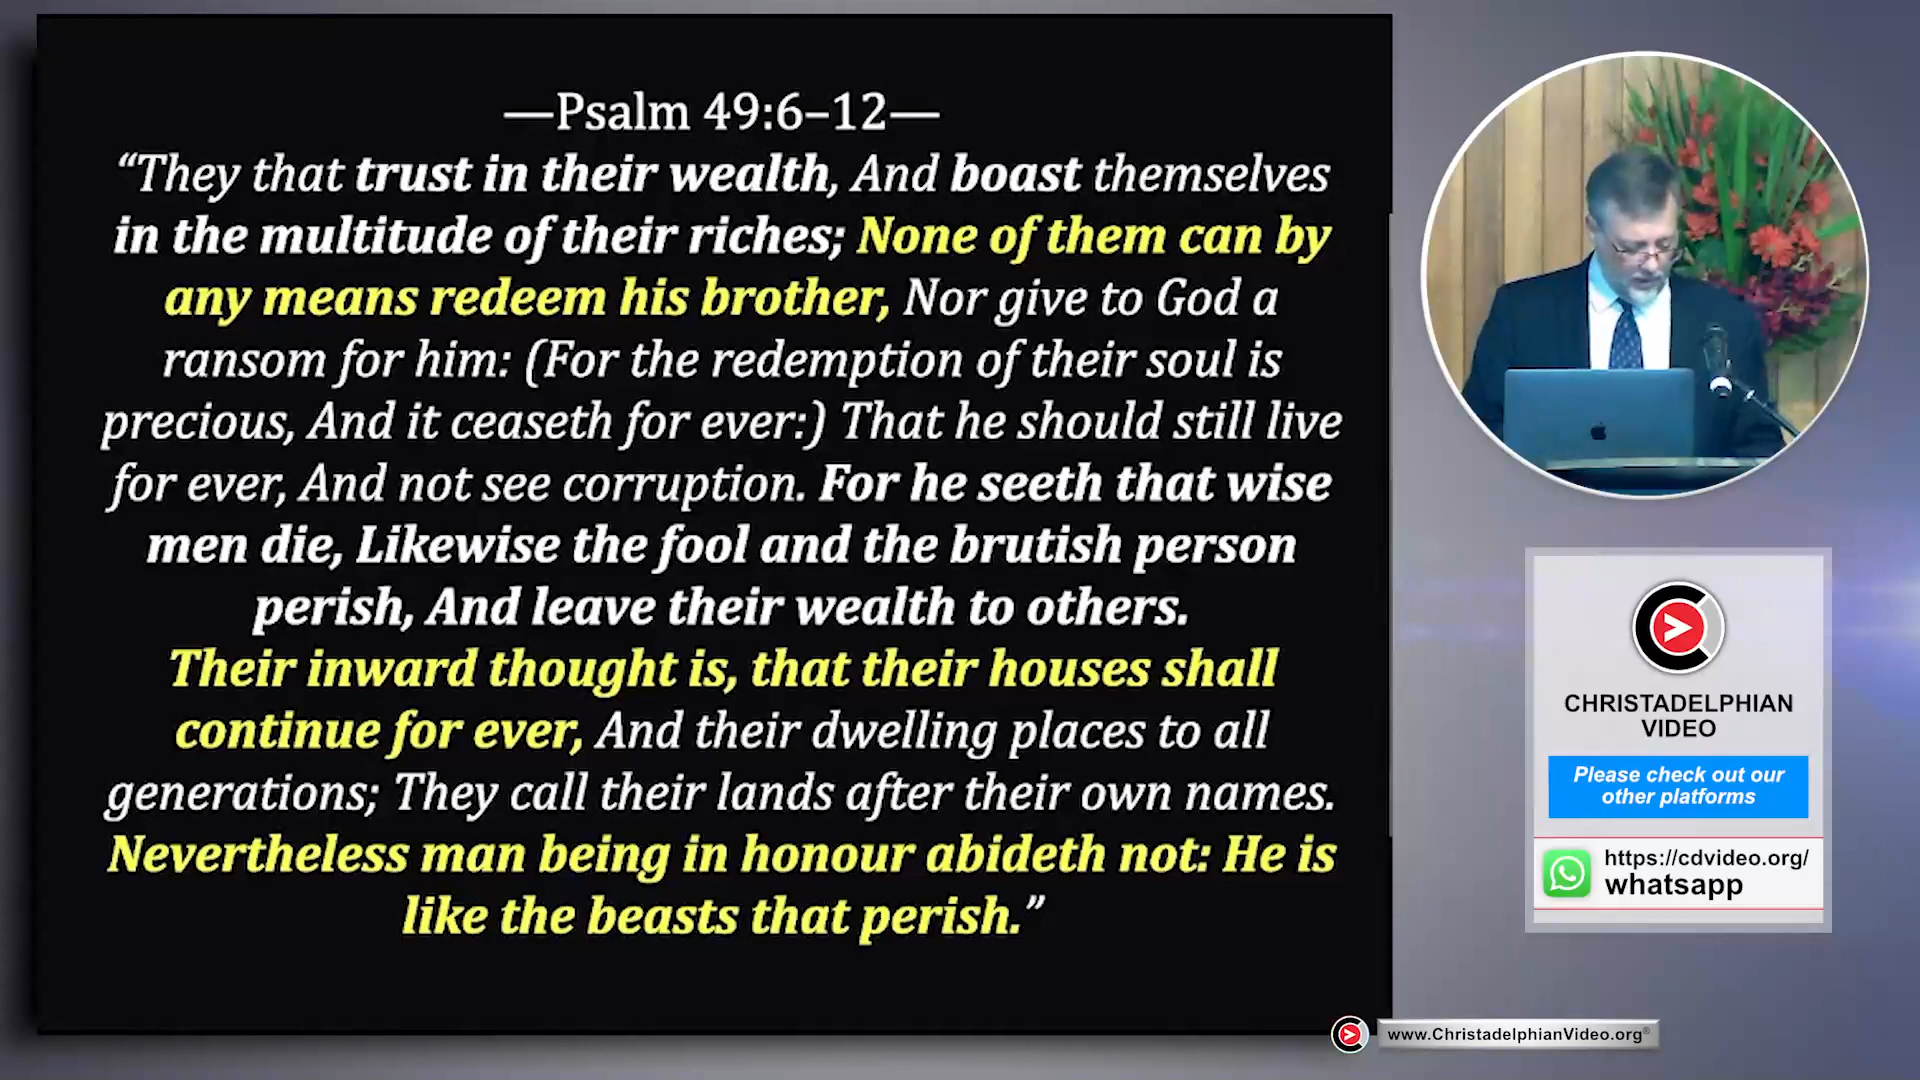 —Psalm 49:6–12—
“They that trust in their wealth, And boast themselves
in the multitude of their riches; None of them can by
any means redeem his brother, Nor give to God a
ransom for him: (For the redemption of their soul is
precious, And it ceaseth for ever:) That he should still live
for ever, And not see corruption. For he seeth that wise
men die, Likewise the fool and the brutish person
perish, And leave their wealth to others.
Their inward thought is, that their houses shall
continue for ever, And their dwelling places to all
generations; They call their lands after their own names.
Nevertheless man being in honour abideth not: He is
like the beasts that perish.”
CHRISTADELPHIAN
VIDEO
Please check out our
other platforms
https://cdvideo.org/
whatsapp
www.ChristadelphianVideo.org®